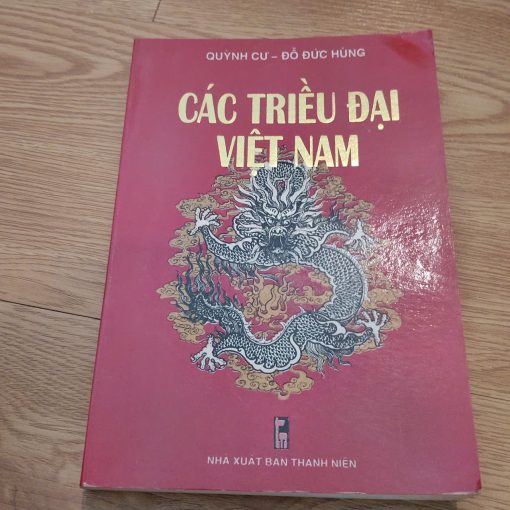 QUỲNH CƯ – ĐỖ ĐỨC HÙNG
CÁC TRIỀU ĐẠI
VIỆT NAM
NHÀ XUẤT BẢN THANH NIÊN